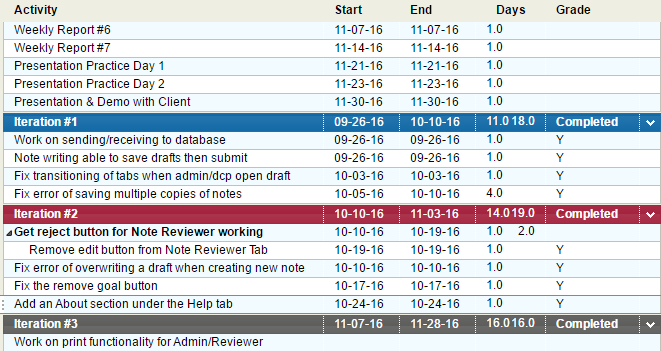 Activity Start End Days Grade
Weekly Report #6 11-07-16 11-07-16 1.0
Weekly Report #7 11-14-16 11-14-16 1.0
Presentation Practice Day 1 11-21-16 11-21-16 1.0
Presentation Practice Day 2 11-23-16 11-23-16 1.0
Presentation & Demo with Client 11-30-16 11-30-16 1.0
Iteration #1 09-26-16 10-10-16 11.0 18.0 Completed
Work on sending/receiving to database 09-26-16 09-26-16 1.0 Y
Note writing able to save drafts then submit 09-26-16 09-26-16 1.0 Y
Fix transitioning of tabs when admin/dcp open draft 10-03-16 10-03-16 1.0 Y
Fix error of saving multiple copies of notes 10-05-16 10-10-16 4.0 Y
Iteration #2 10-10-16 11-03-16 14.0 19.0 Completed
Get reject button for Note Reviewer working 10-10-16 10-19-16 1.0 2.0
Remove edit button from Note Reviewer Tab 10-19-16 10-19-16 1.0 Y
Fix error of overwriting a draft when creating new note 10-10-16 10-10-16 1.0 Y
Fix the remove goal button 10-17-16 10-17-16 1.0 Y
Add an About section under the Help tab 10-24-16 10-24-16 1.0 Y
Iteration #3 11-07-16 11-28-16 16.0 16.0 Completed
Work on print functionality for Admin/Reviewer